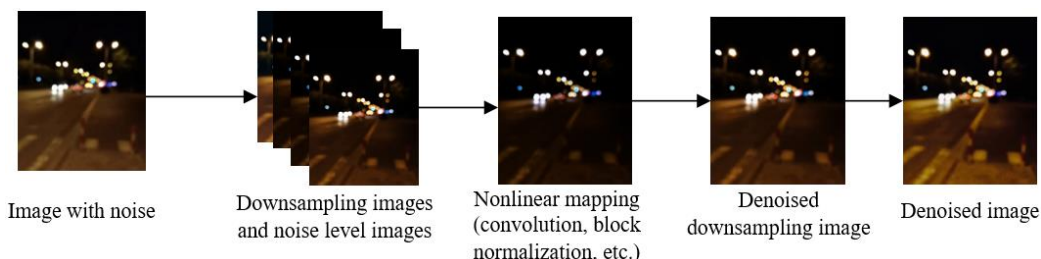 Image with noise
Downsampling images
and noise level images
Nonlinear mapping
(convolution, block
normalization, etc.)
Denoised
downsampling image
Denoised image